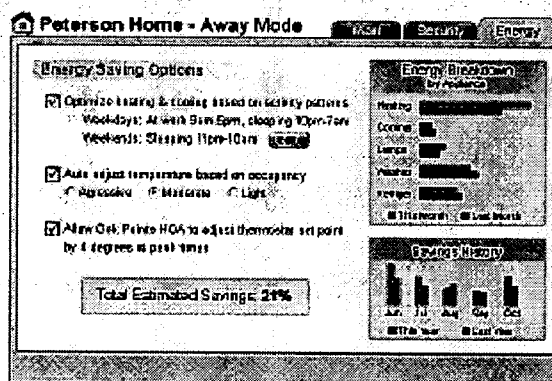 Peterson Home - Away Mode
Security
Energy
Energy Saving Options
Optimize heating & cooling based on activity patterns
Weekdays: At work 8am-6pm, sleeping 10pm-7am
Weekends: Sleeping 11pm-10am
Auto adjust temperature based on occupancy
Aggressive Moderate Light
Allow Oak Pointe HOA to adjust thermostat set point
by 4 degrees at peak times
Total Estimated Savings: 21%
Energy Breakdown
by Appliance
Heating
Cooling
Lamps
Washer
This Month Last Month
Savings History
Jun Jul Aug Sep Oct
This Year Last Year